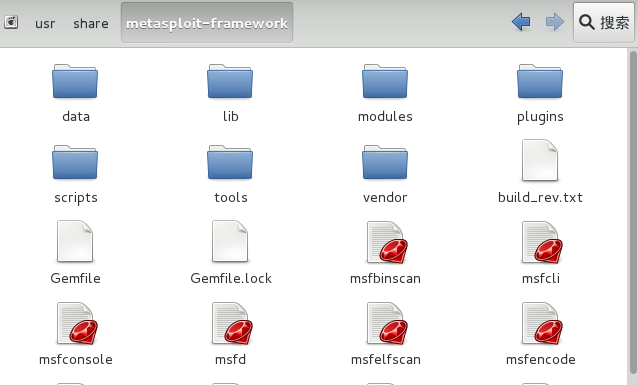 usr share metasploit-framework 搜索
data lib modules plugins
scripts tools vendor build_rev.txt
Gemfile Gemfile.lock msfbinscan msfcli
msfconsole msfd msfelfscan msfencode